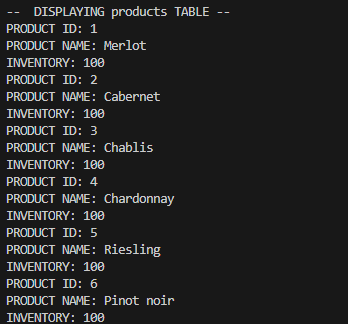 --  DISPLAYING products TABLE --
PRODUCT ID: 1
PRODUCT NAME: Merlot
INVENTORY: 100
PRODUCT ID: 2
PRODUCT NAME: Cabernet
INVENTORY: 100
PRODUCT ID: 3
PRODUCT NAME: Chablis
INVENTORY: 100
PRODUCT ID: 4
PRODUCT NAME: Chardonnay
INVENTORY: 100
PRODUCT ID: 5
PRODUCT NAME: Riesling
INVENTORY: 100
PRODUCT ID: 6
PRODUCT NAME: Pinot noir
INVENTORY: 100